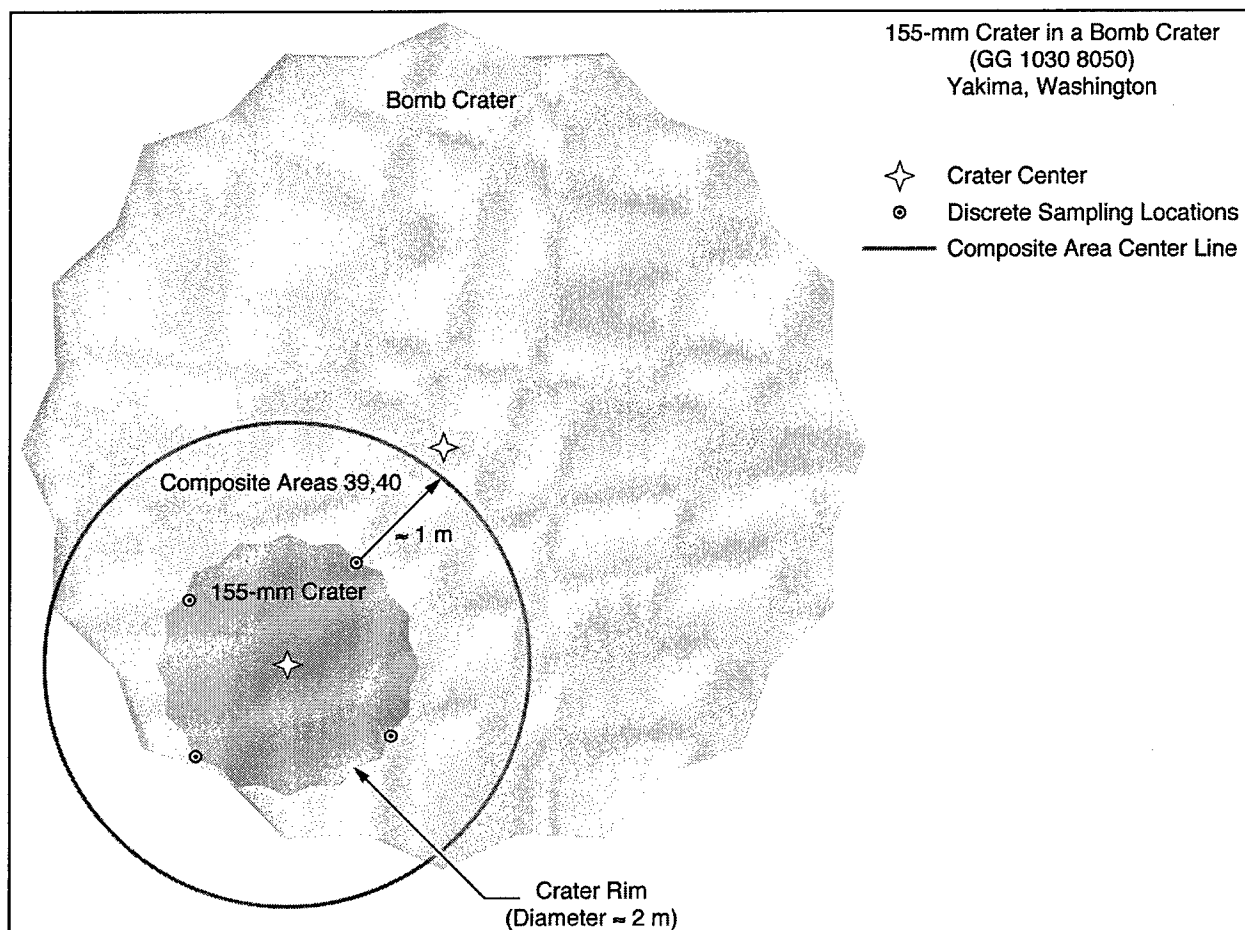 155-mm Crater in a Bomb Crater
(GG 1030 8050)
Yakima, Washington
Bomb Crater
Crater Center
Discrete Sampling Locations
Composite Area Center Line
Composite Areas 39,40
≈ 1 m
155-mm Crater
Crater Rim
(Diameter ≈ 2 m)